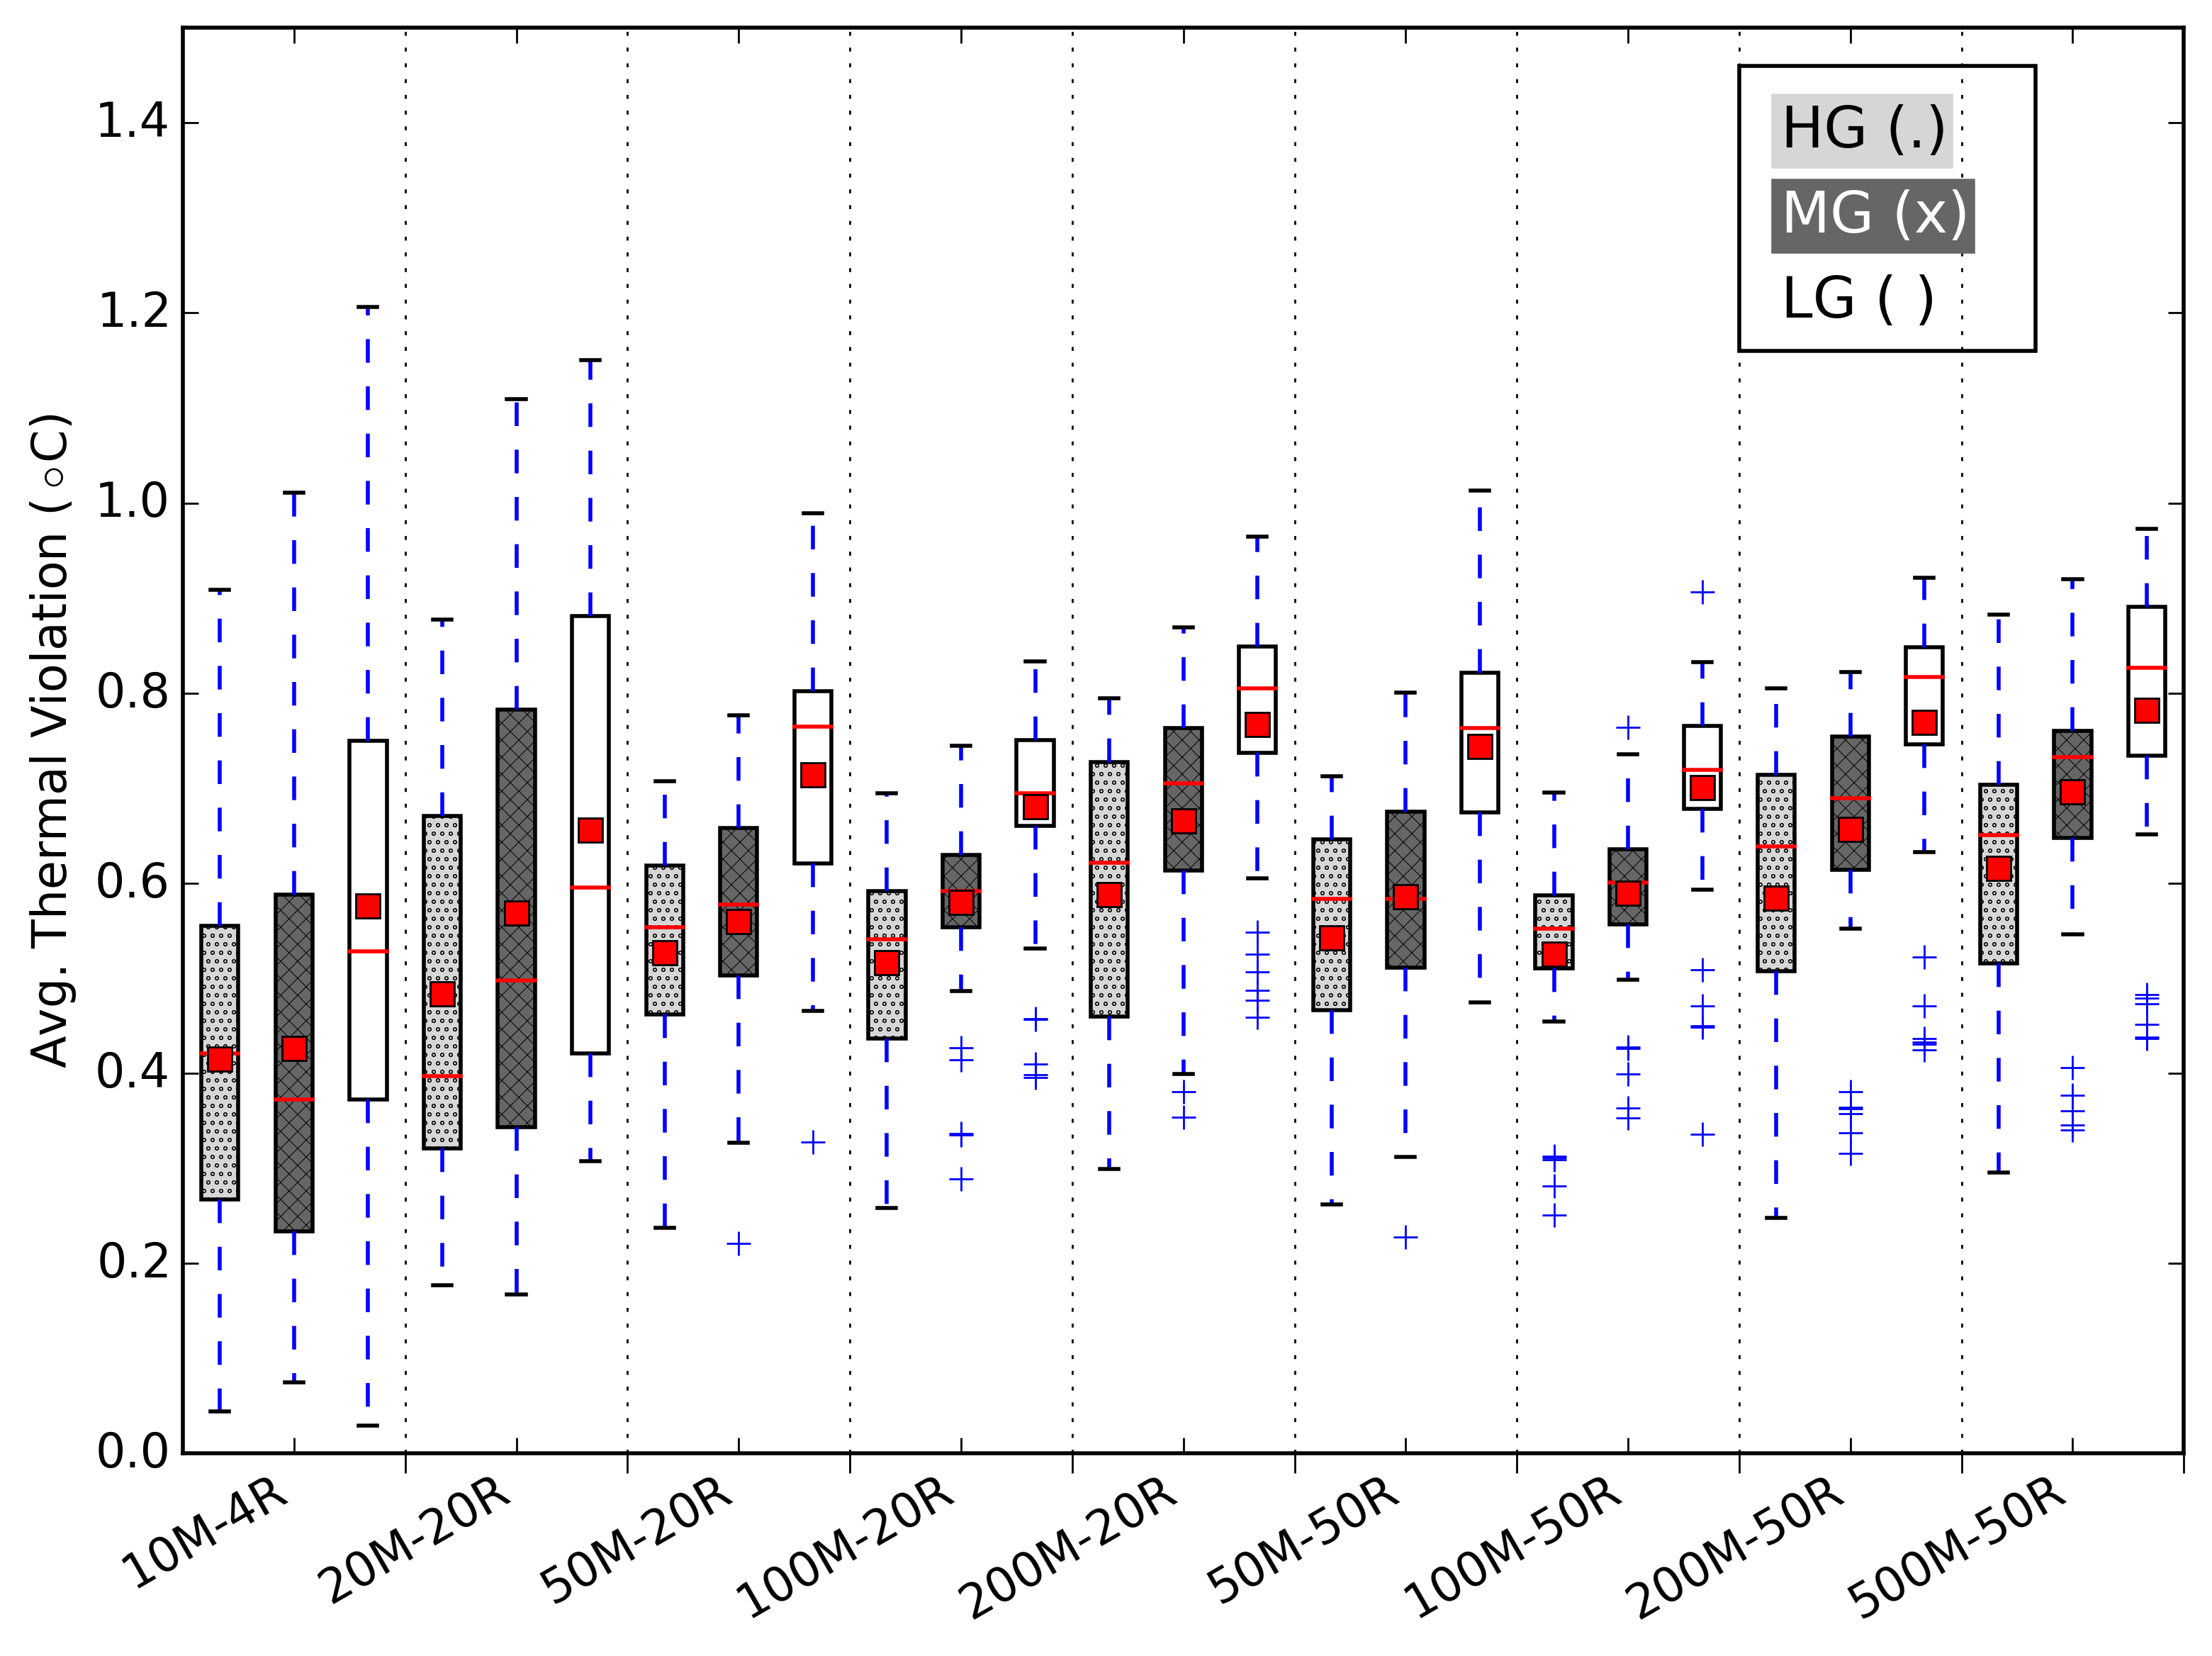 HG (.)
MG (x)
LG ( )
Avg. Thermal Violation (∘C)
1.4
1.2
1.0
0.8
0.6
0.4
0.2
0.0
10M-4R
20M-20R
50M-20R
100M-20R
200M-20R
50M-50R
100M-50R
200M-50R
500M-50R